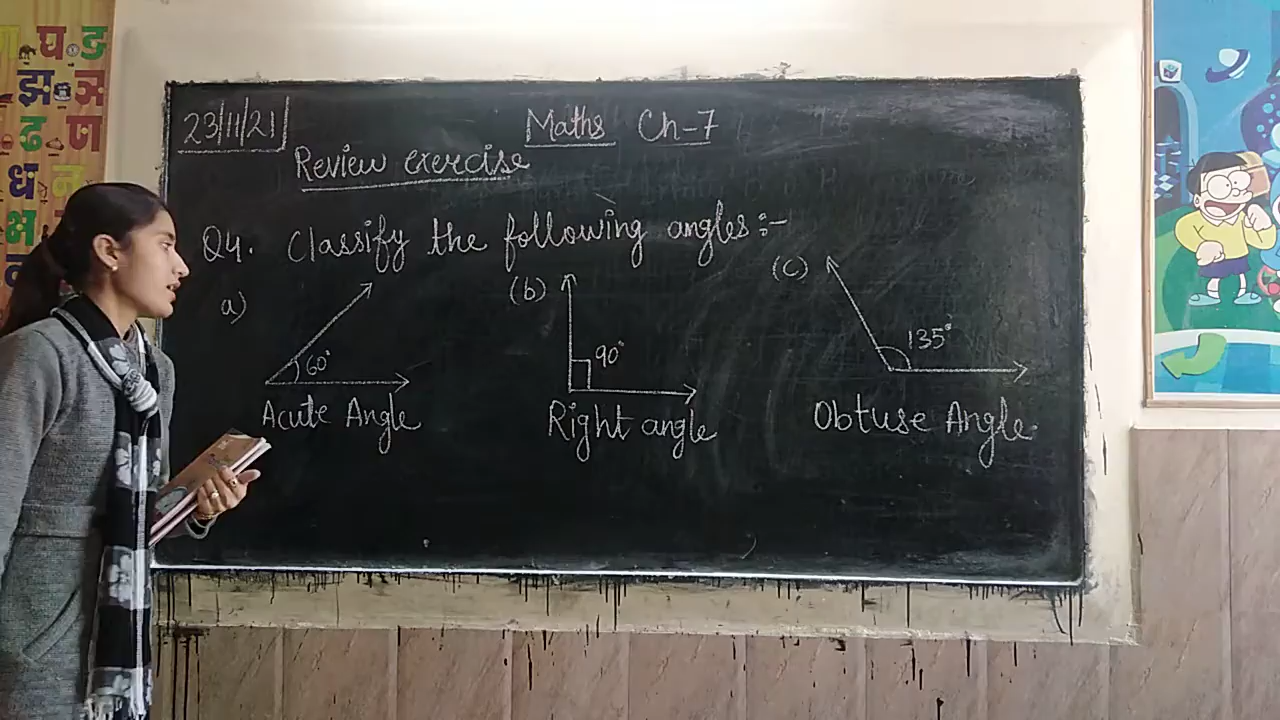 घ ङ
झ ञ
ढ ण
ध न
23/11/21
Maths Ch-7
Review exercise
Q4. Classify the following angles:-
a)
(b)
(c)
60°
90°
135°
Acute Angle
Right angle
Obtuse Angle